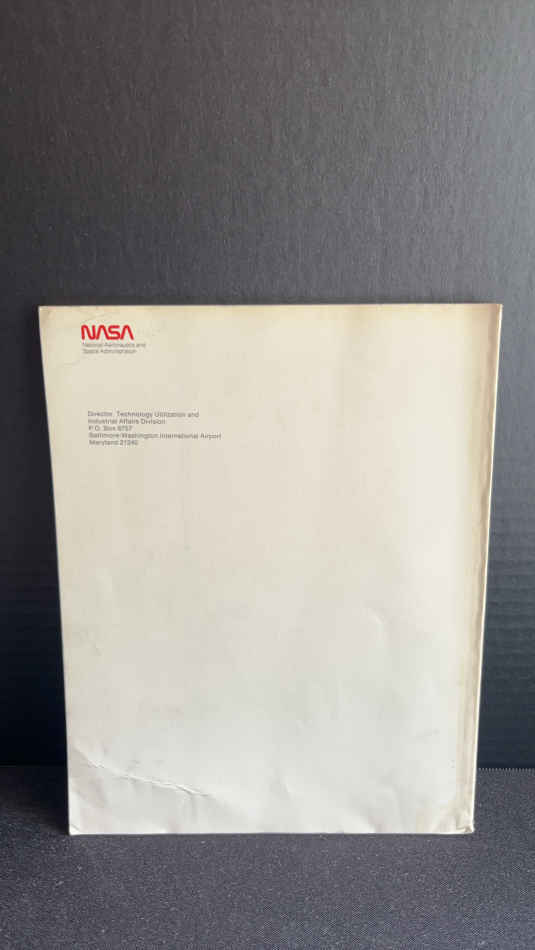 NASA
National Aeronautics and
Space Administration
Director, Technology Utilization and
Industrial Affairs Division
P.O. Box 8757
Baltimore-Washington International Airport
Maryland 21240